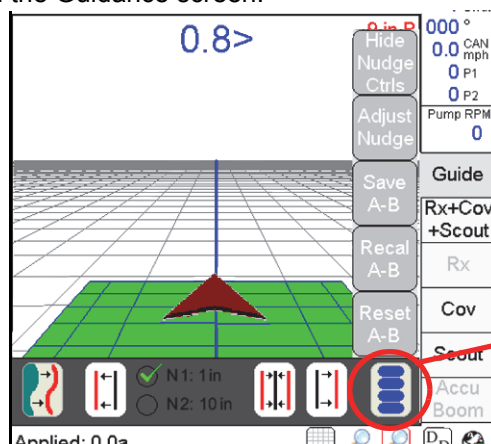 the Guidance screen.
0.8>
9 in R
Hide
Nudge
Ctrls
Adjust
Nudge
Save
A-B
Recal
A-B
Reset
A-B
000 °
0.0 CAN mph
0 P1
0 P2
Pump RPM
0
Guide
Rx+Cov
+Scout
Rx
Cov
Scout
Accu
Boom
N1: 1in
N2: 10in
Applied: 0.0a